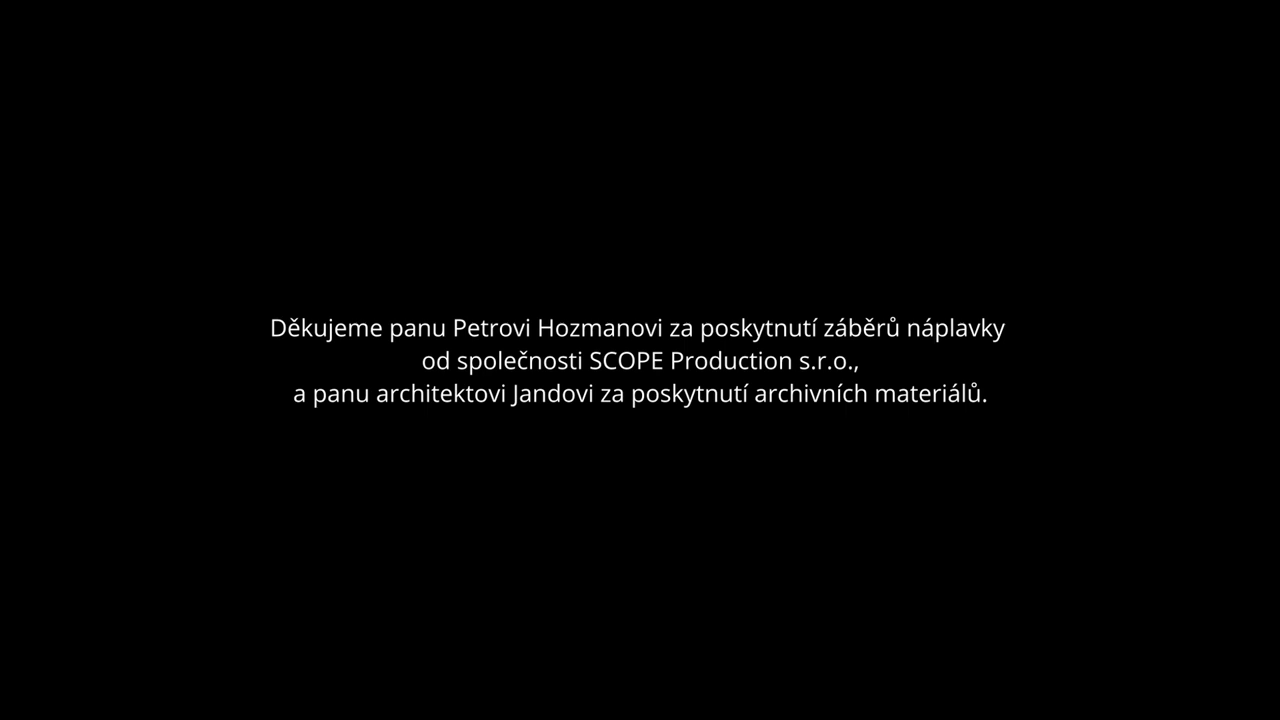 Děkujeme panu Petrovi Hozmanovi za poskytnutí záběrů náplavky
od společnosti SCOPE Production s.r.o.,
a panu architektovi Jandovi za poskytnutí archivních materiálů.